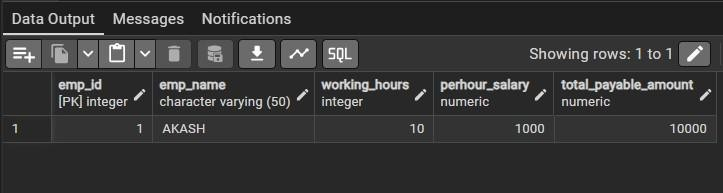 Data Output Messages Notifications
SQL Showing rows: 1 to 1
emp_id emp_name working_hours perhour_salary total_payable_amount
[PK] integer character varying (50) integer numeric numeric
1 1 AKASH 10 1000 10000